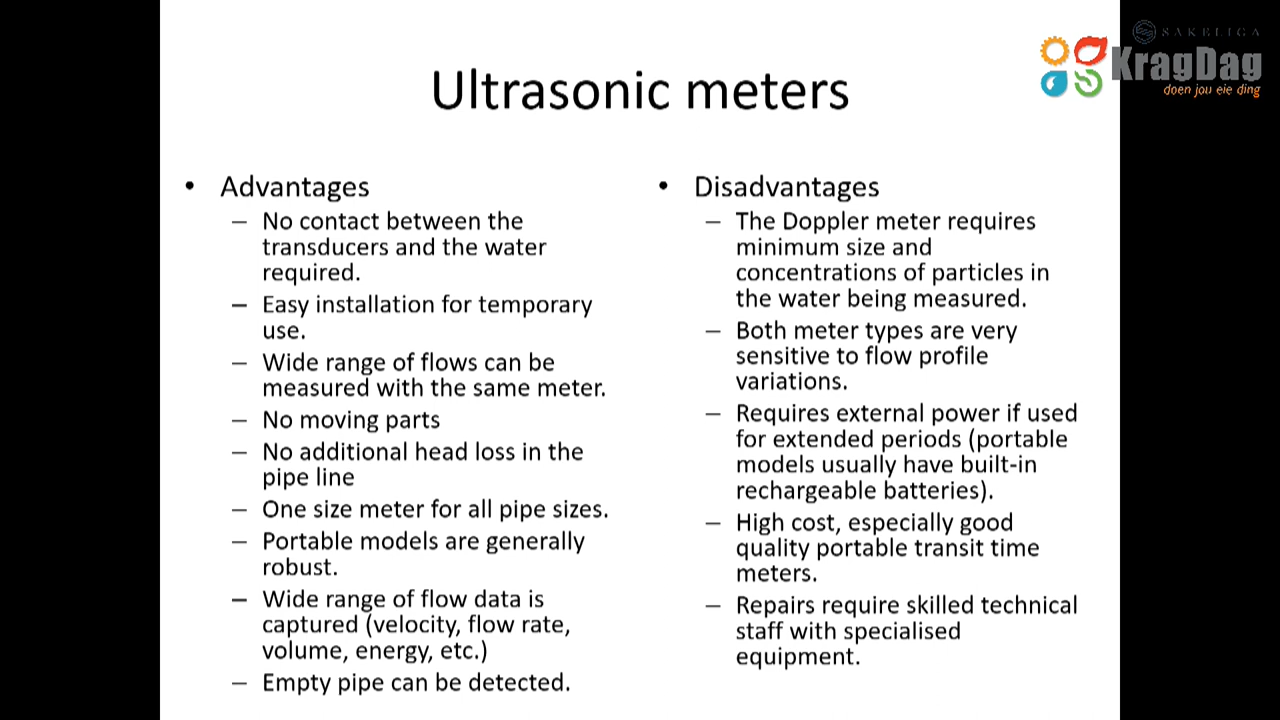 SAKELIGA
KragDag
doen jou eie ding
Ultrasonic meters
• Advantages
– No contact between the
transducers and the water
required.
– Easy installation for temporary
use.
– Wide range of flows can be
measured with the same meter.
– No moving parts
– No additional head loss in the
pipe line
– One size meter for all pipe sizes.
– Portable models are generally
robust.
– Wide range of flow data is
captured (velocity, flow rate,
volume, energy, etc.)
– Empty pipe can be detected.
• Disadvantages
– The Doppler meter requires
minimum size and
concentrations of particles in
the water being measured.
– Both meter types are very
sensitive to flow profile
variations.
– Requires external power if used
for extended periods (portable
models usually have built-in
rechargeable batteries).
– High cost, especially good
quality portable transit time
meters.
– Repairs require skilled technical
staff with specialised
equipment.